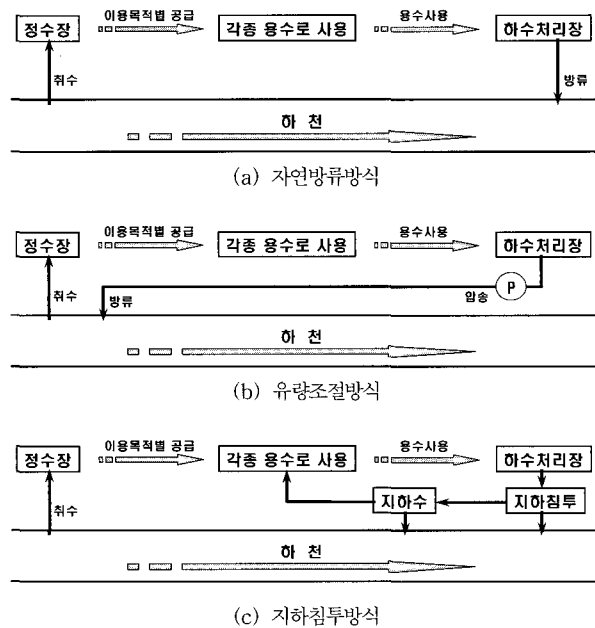 이용목적별 공급 용수사용
정수장 각종 용수로 사용 하수처리장
취수 방류
하 천
(a) 자연방류방식
이용목적별 공급 용수사용
정수장 각종 용수로 사용 하수처리장
P
취수 방류 압송
하 천
(b) 유량조절방식
이용목적별 공급 용수사용
정수장 각종 용수로 사용 하수처리장
지하수 지하침투
취수
하 천
(c) 지하침투방식